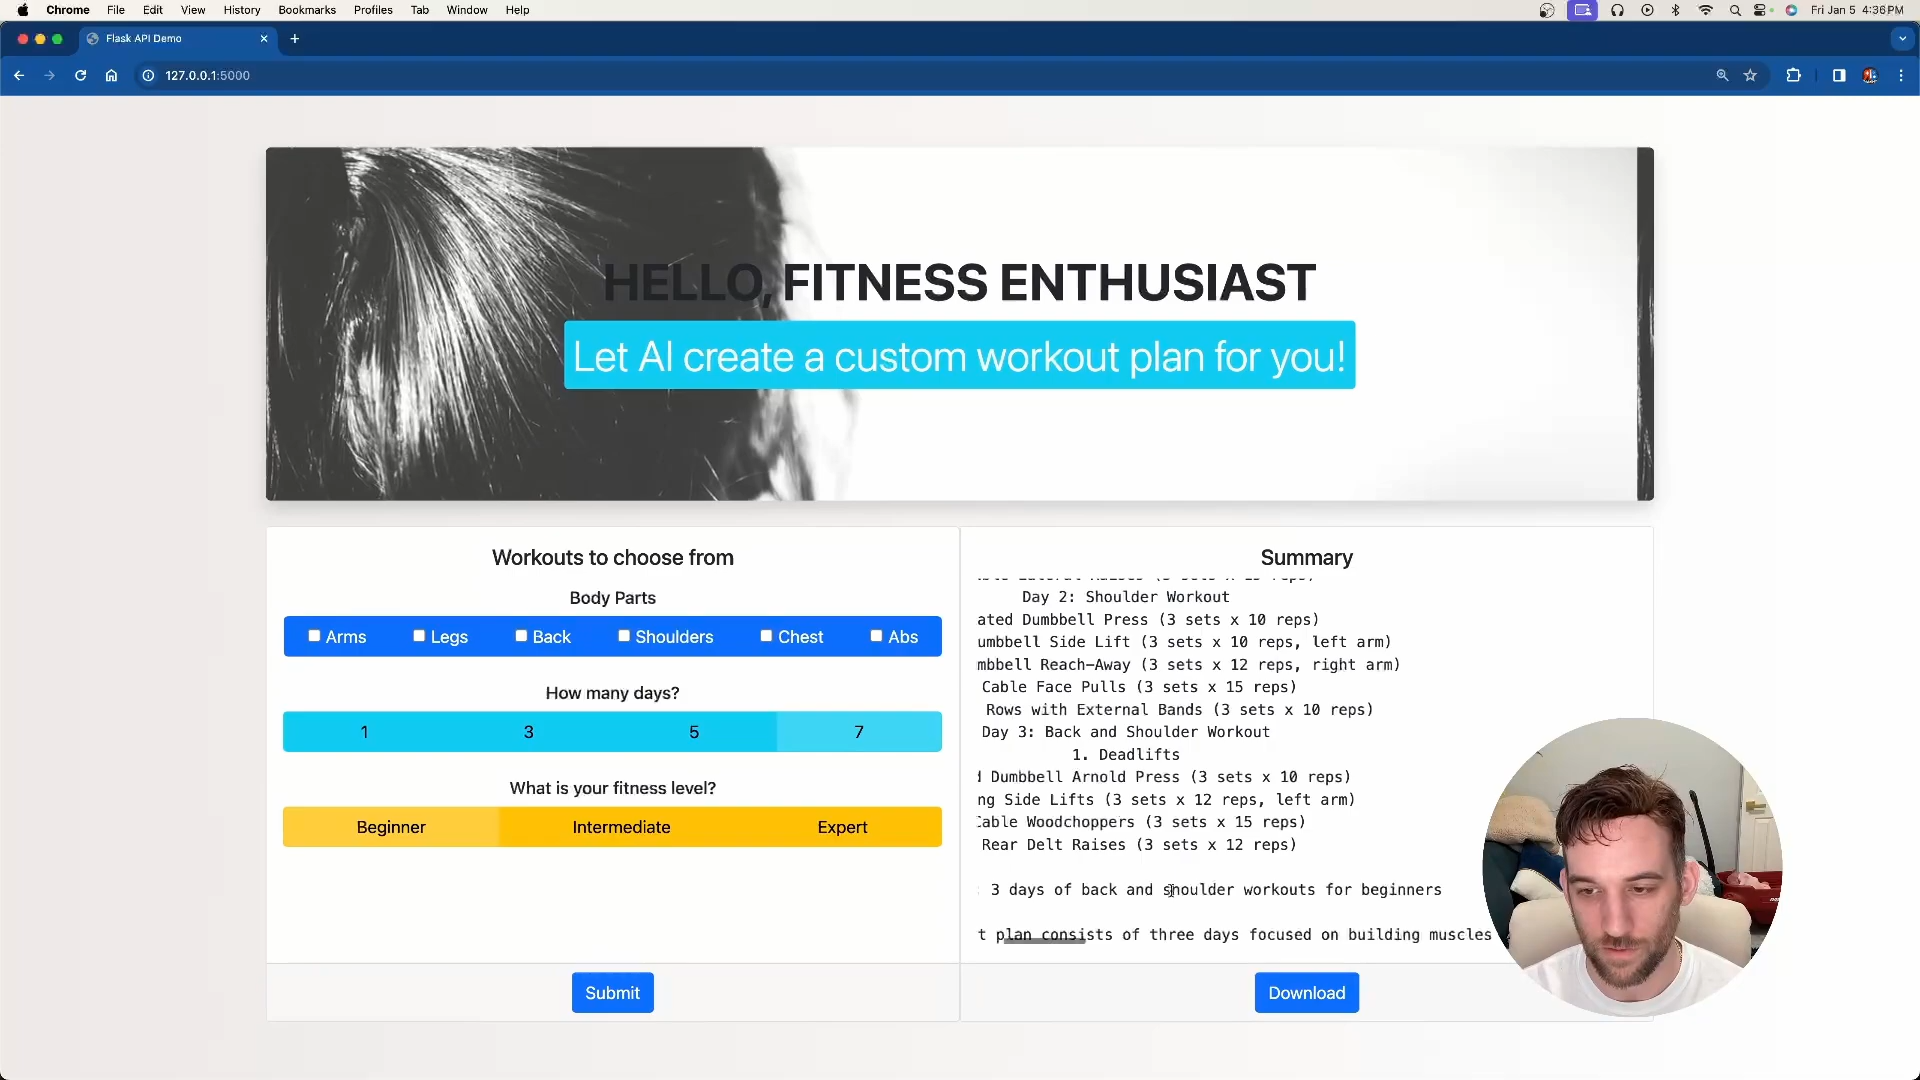 Chrome File Edit View History Bookmarks Profiles Tab Window Help Fri Jan 5 4:36 PM
Flask API Demo
127.0.0.1:5000
HELLO, FITNESS ENTHUSIAST
Let AI create a custom workout plan for you!
Workouts to choose from
Body Parts
Arms Legs Back Shoulders Chest Abs
How many days?
1 3 5 7
What is your fitness level?
Beginner Intermediate Expert
Submit
Summary
Day 2: Shoulder Workout
ated Dumbbell Press (3 sets x 10 reps)
umbbell Side Lift (3 sets x 10 reps, left arm)
mbbell Reach-Away (3 sets x 12 reps, right arm)
Cable Face Pulls (3 sets x 15 reps)
Rows with External Bands (3 sets x 10 reps)
Day 3: Back and Shoulder Workout
1. Deadlifts
d Dumbbell Arnold Press (3 sets x 10 reps)
ng Side Lifts (3 sets x 12 reps, left arm)
Cable Woodchoppers (3 sets x 15 reps)
Rear Delt Raises (3 sets x 12 reps)
: 3 days of back and shoulder workouts for beginners
t plan consists of three days focused on building muscles
Download